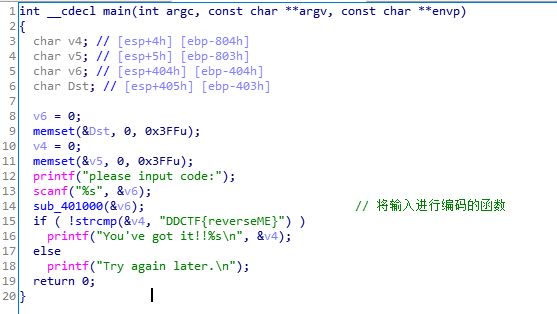 1 int __cdecl main(int argc, const char **argv, const char **envp)
2 {
3 char v4; // [esp+4h] [ebp-804h]
4 char v5; // [esp+5h] [ebp-803h]
5 char v6; // [esp+404h] [ebp-404h]
6 char Dst; // [esp+405h] [ebp-403h]
7
8 v6 = 0;
9 memset(&Dst, 0, 0x3FFu);
10 v4 = 0;
11 memset(&v5, 0, 0x3FFu);
12 printf("please input code:");
13 scanf("%s", &v6);
14 sub_401000(&v6); // 将输入进行编码的函数
15 if ( !strcmp(&v4, "DDCTF{reverseME}") )
16 printf("You've got it!!%s\n", &v4);
17 else
18 printf("Try again later.\n");
19 return 0;
20 }